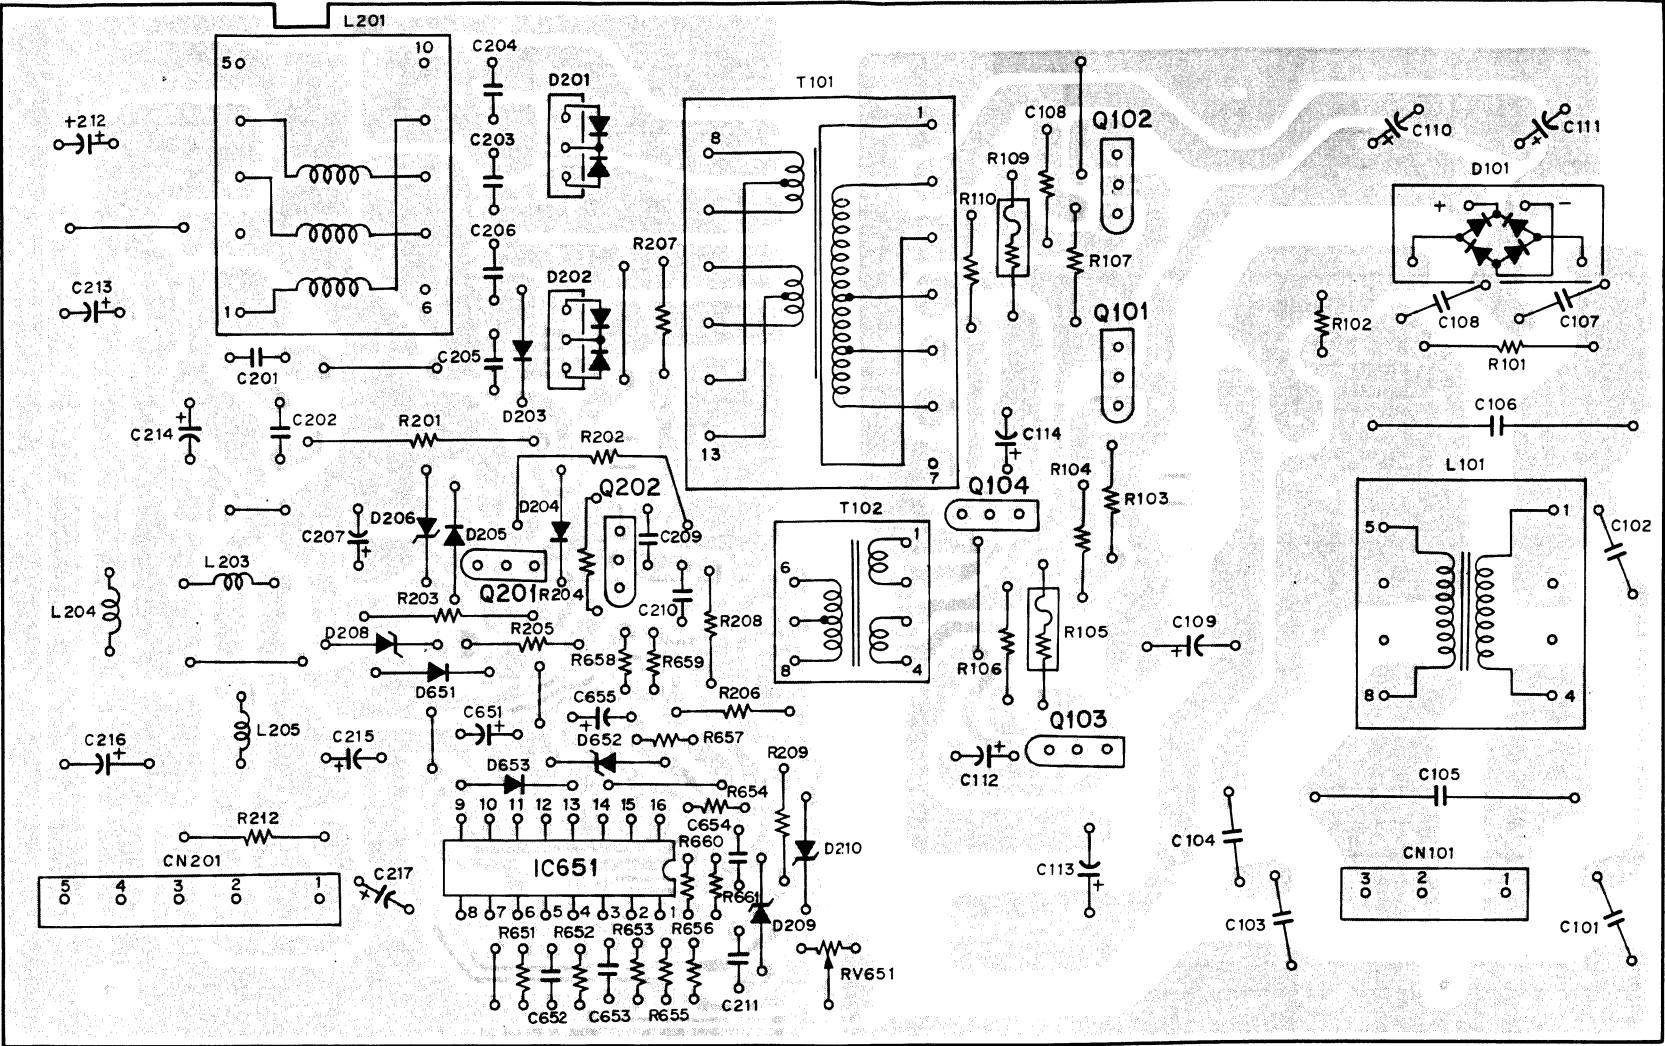 L201
10
5
C204
D201
T101
+212
C203
8
1
C108
Q102
C110
C111
R109
D101
R110
+
−
C206
R207
R107
C213
D202
1
6
Q101
R102
C108
C107
C205
R101
C201
D203
C106
C214
C202
R201
R202
13
7
C114
R104
L101
Q202
Q104
R103
D206
D204
T102
C207
D205
C209
1
5
1
C102
L203
6
Q201
R204
L204
R203
C210
R208
D208
R205
C109
R105
R658
R659
8
4
R106
D651
8
4
C655
R206
C651
Q103
L205
C216
C215
D652
R657
R209
D653
C112
C105
R654
9 10 11 12 13 14 15 16
C654
R212
R660
C104
CN201
IC651
D210
CN101
5 4 3 2 1
C217
C113
3 2 1
R661
8 7 6 5 4 3 2 1
D209
C103
C101
R651 R652 R653 R656
RV651
C652 C653 R655 C211